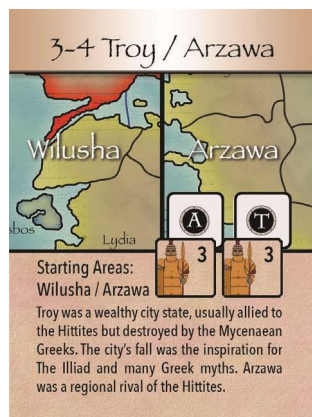 3-4 Troy / Arzawa
Wilusha
Arzawa
sbos
Lydia
A
T
3
3
Starting Areas:
Wilusha / Arzawa
Troy was a wealthy city state, usually allied to
the Hittites but destroyed by the Mycenaean
Greeks. The city's fall was the inspiration for
The Illiad and many Greek myths. Arzawa
was a regional rival of the Hittites.